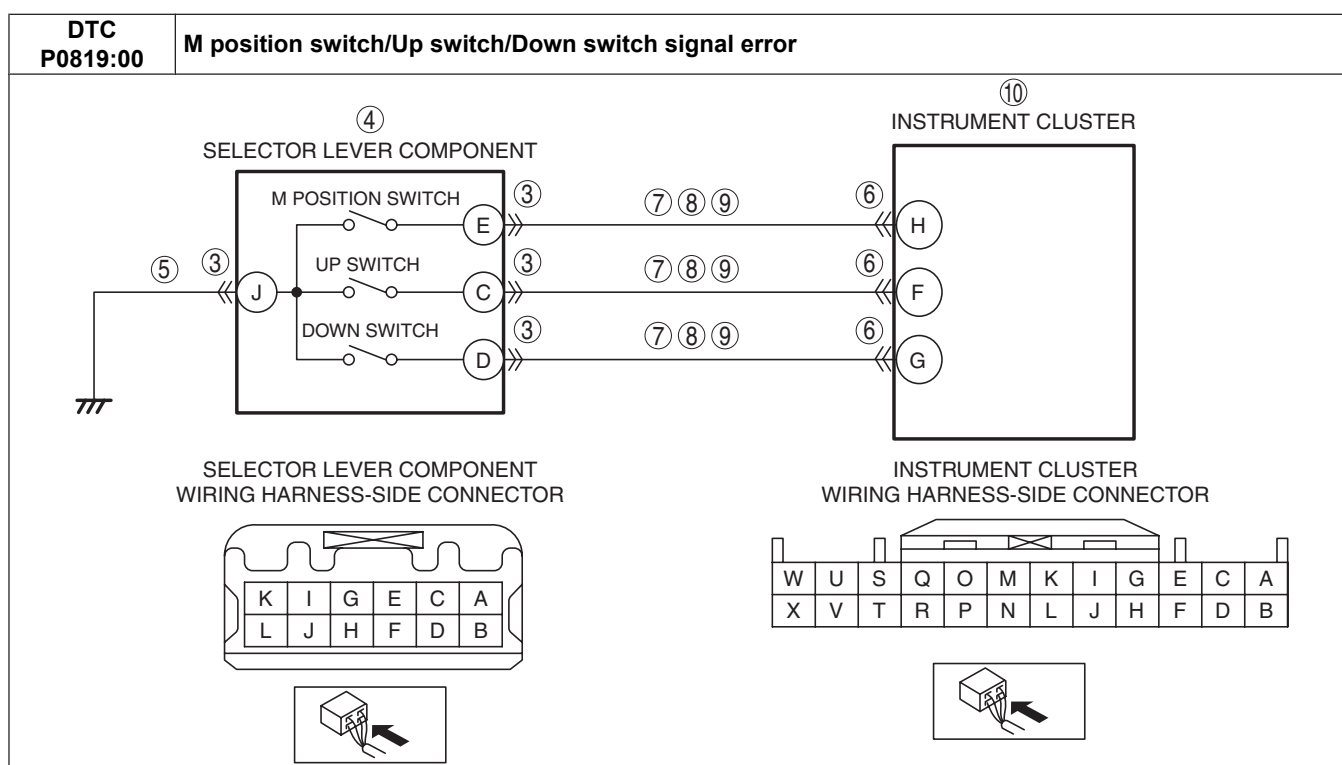 DTC
P0819:00
M position switch/Up switch/Down switch signal error
④
SELECTOR LEVER COMPONENT
⑩
INSTRUMENT CLUSTER
M POSITION SWITCH
E
③
⑦⑧⑨
⑥
H
⑤
③
J
UP SWITCH
C
③
⑦⑧⑨
⑥
F
DOWN SWITCH
D
③
⑦⑧⑨
⑥
G
SELECTOR LEVER COMPONENT
WIRING HARNESS-SIDE CONNECTOR
K I G E C A
L J H F D B
INSTRUMENT CLUSTER
WIRING HARNESS-SIDE CONNECTOR
W U S Q O M K I G E C A
X V T R P N L J H F D B